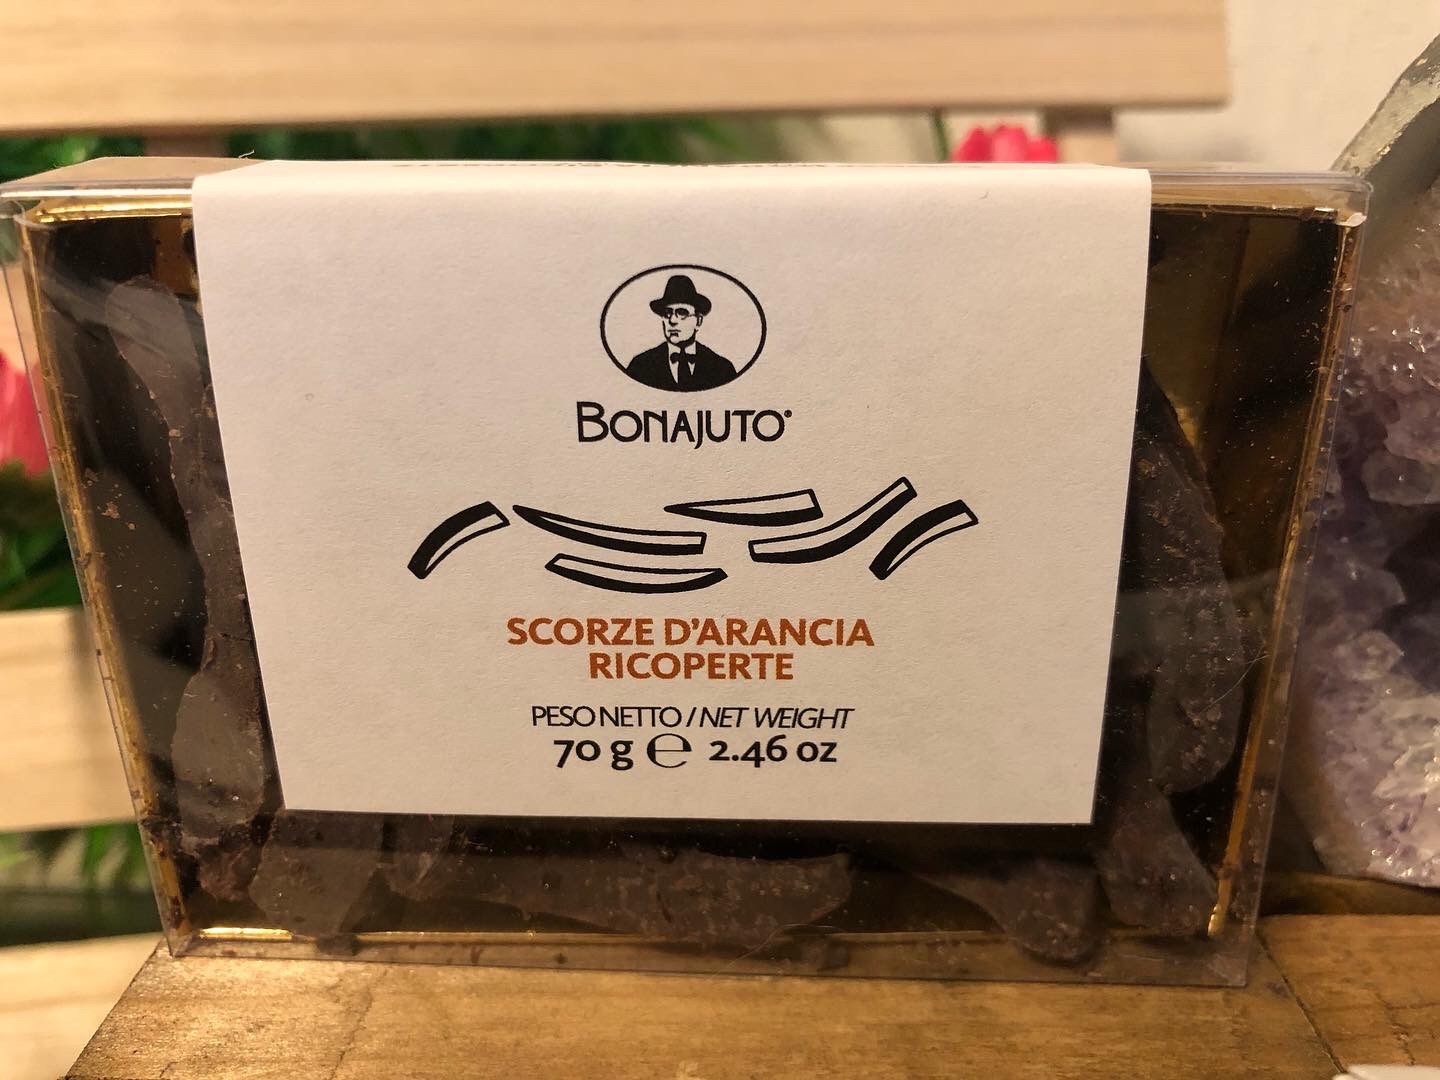 BONAJUTO®
SCORZE D'ARANCIA
RICOPERTE
PESO NETTO / NET WEIGHT
70 g ℮ 2.46 oz